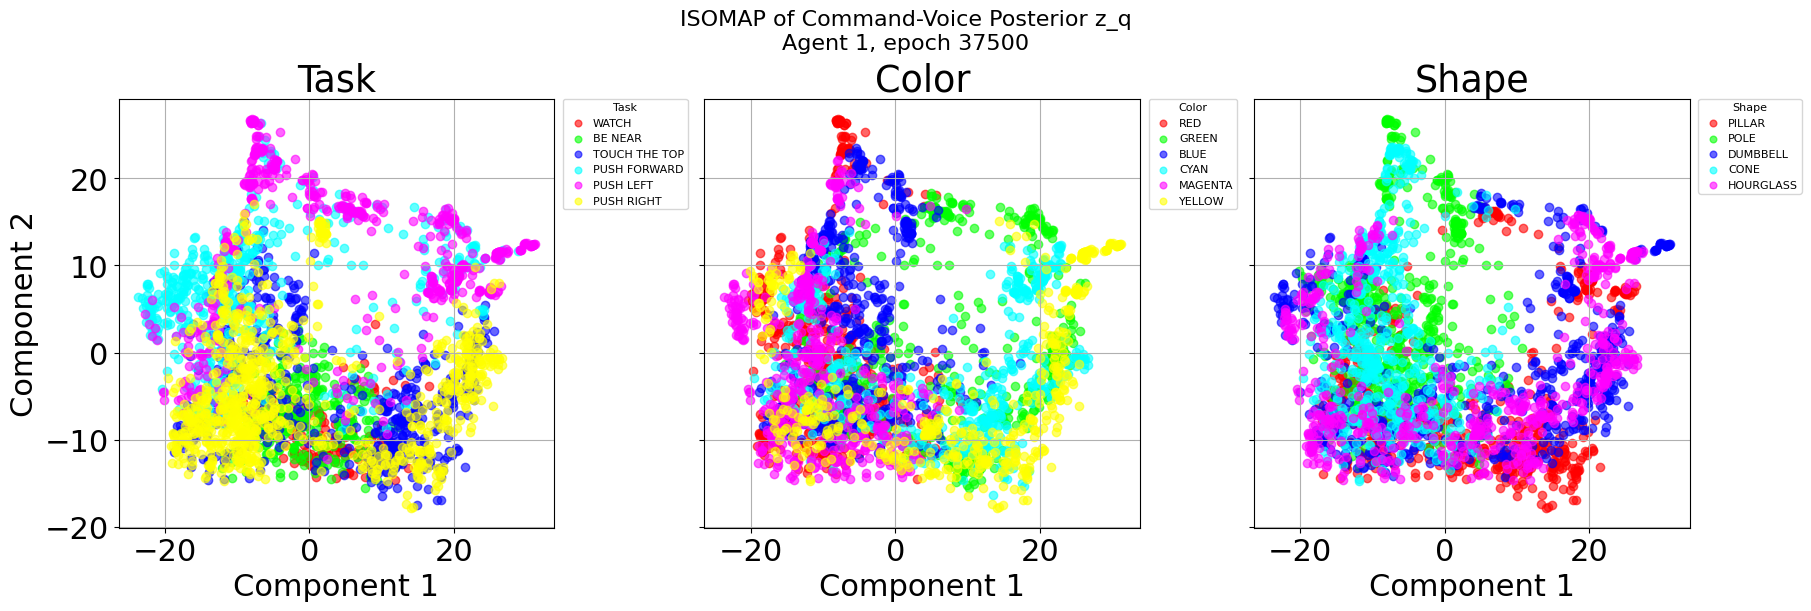 ISOMAP of Command-Voice Posterior z_q
Agent 1, epoch 37500
Task
Color
Shape
Task
WATCH
BE NEAR
TOUCH THE TOP
PUSH FORWARD
PUSH LEFT
PUSH RIGHT
Color
RED
GREEN
BLUE
CYAN
MAGENTA
YELLOW
Shape
PILLAR
POLE
DUMBBELL
CONE
HOURGLASS
Component 2
20
10
0
−10
−20
−20 0 20
−20 0 20
−20 0 20
Component 1
Component 1
Component 1